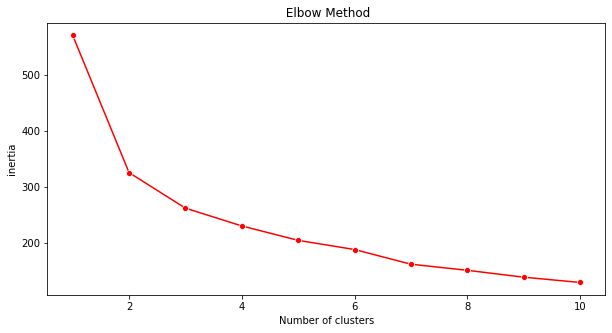 Elbow Method
inertia
500
400
300
200
2 4 6 8 10
Number of clusters